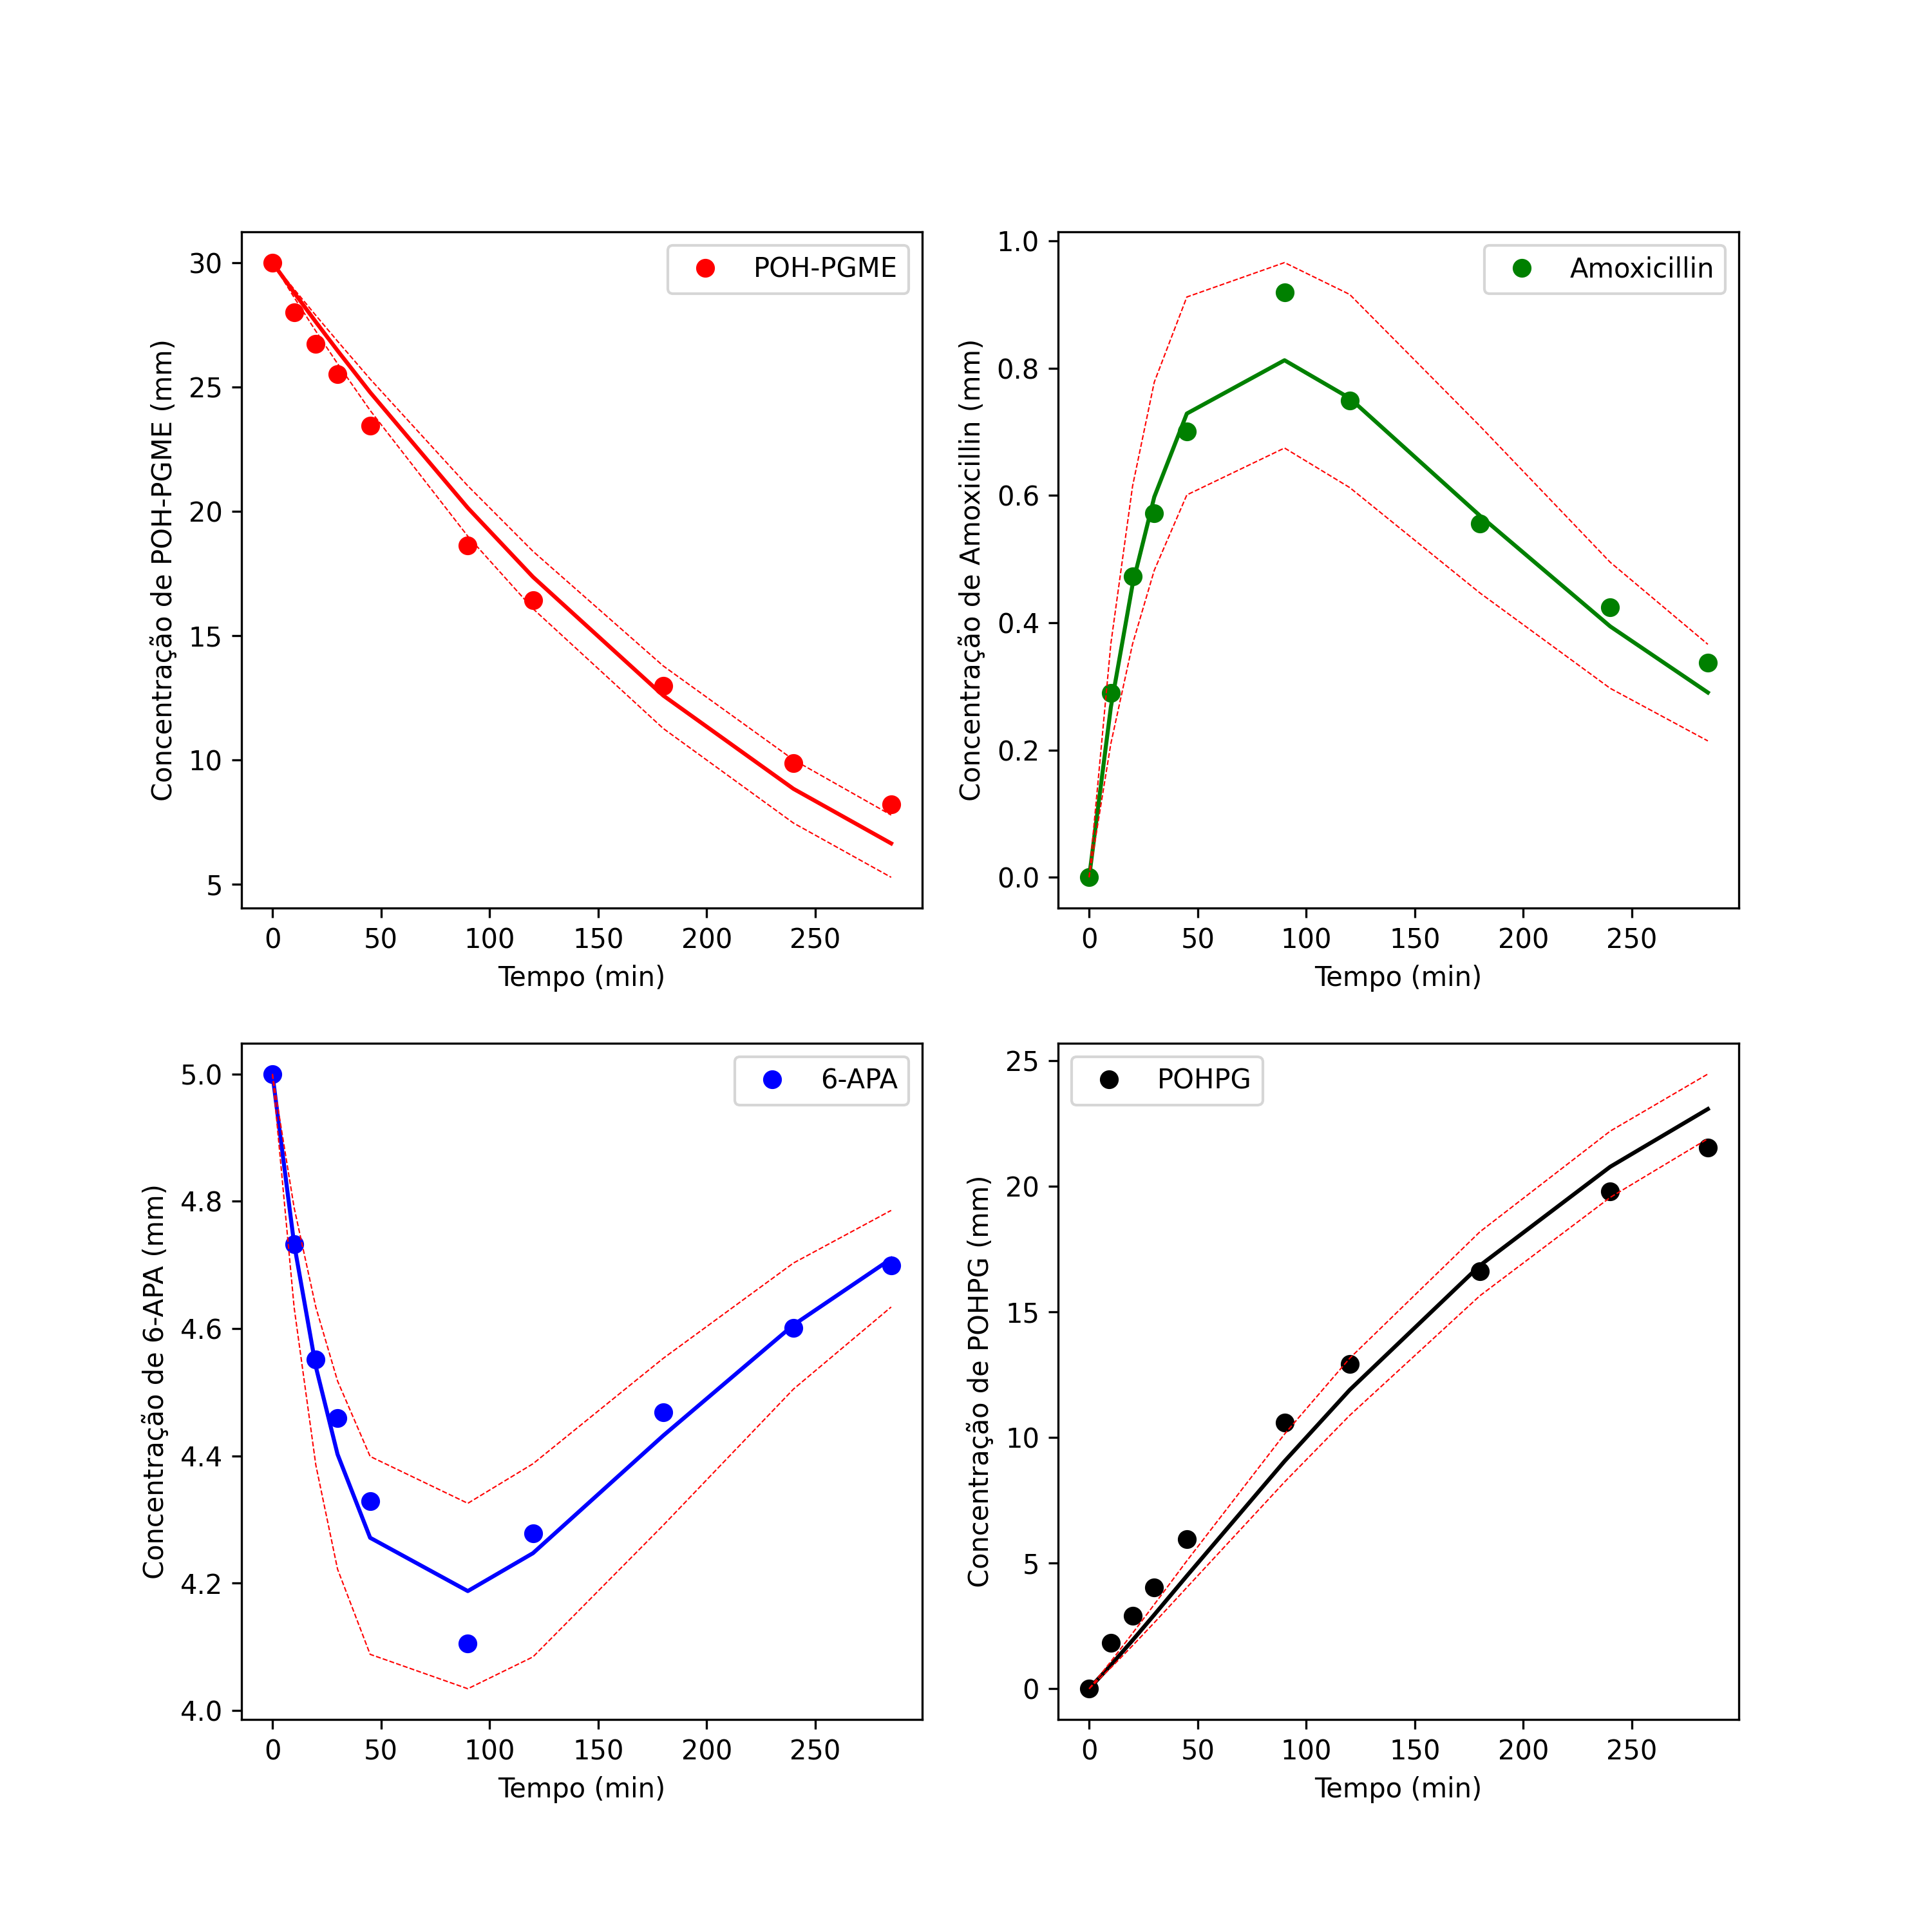 POH-PGME
Concentração de POH-PGME (mm)
30
25
20
15
10
5
0 50 100 150 200 250
Tempo (min)
Amoxicillin
Concentração de Amoxicillin (mm)
1.0
0.8
0.6
0.4
0.2
0.0
0 50 100 150 200 250
Tempo (min)
6-APA
Concentração de 6-APA (mm)
5.0
4.8
4.6
4.4
4.2
4.0
0 50 100 150 200 250
Tempo (min)
POHPG
Concentração de POHPG (mm)
25
20
15
10
5
0
0 50 100 150 200 250
Tempo (min)